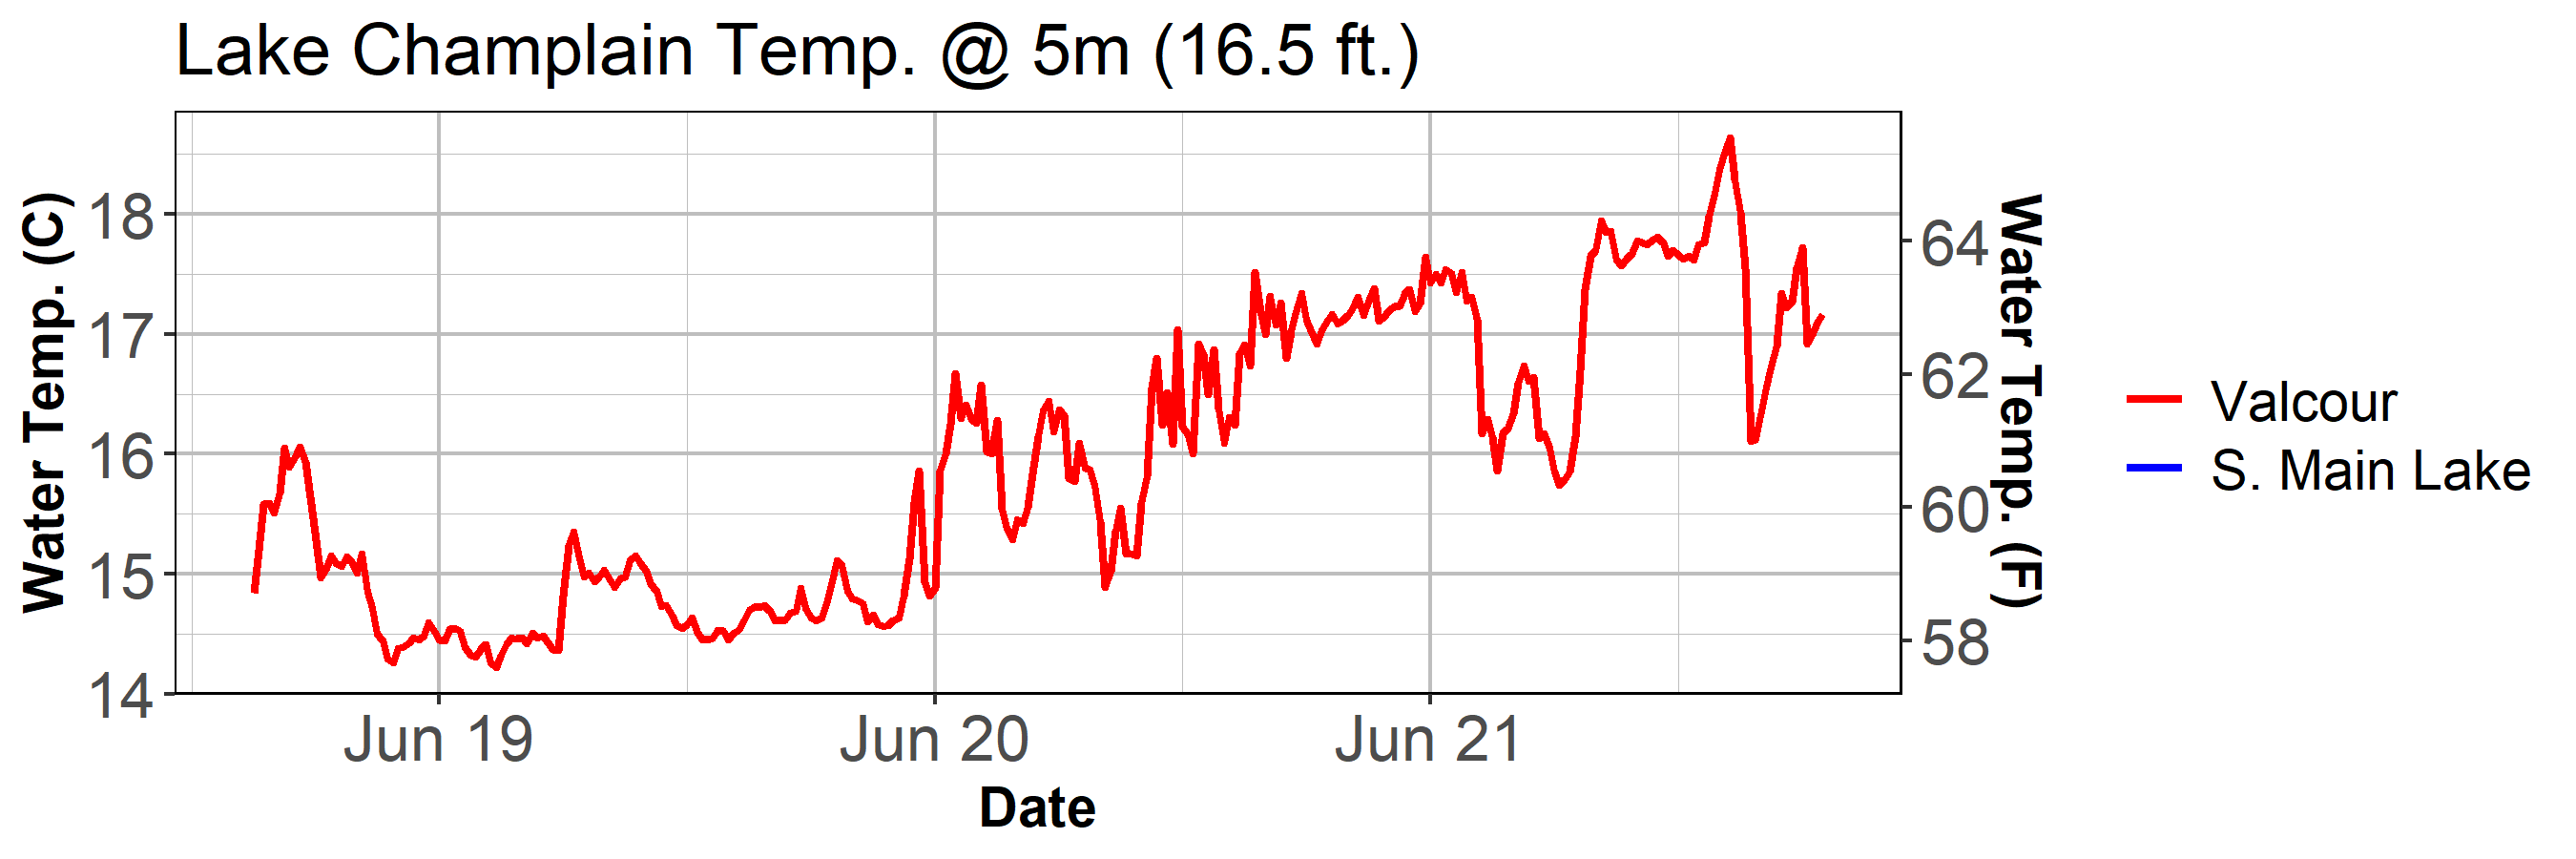 Lake Champlain Temp. @ 5m (16.5 ft.)
Water Temp. (C)
18
17
16
15
14
64
62
60
58
Water Temp. (F)
Jun 19
Jun 20
Jun 21
Date
Valcour
S. Main Lake